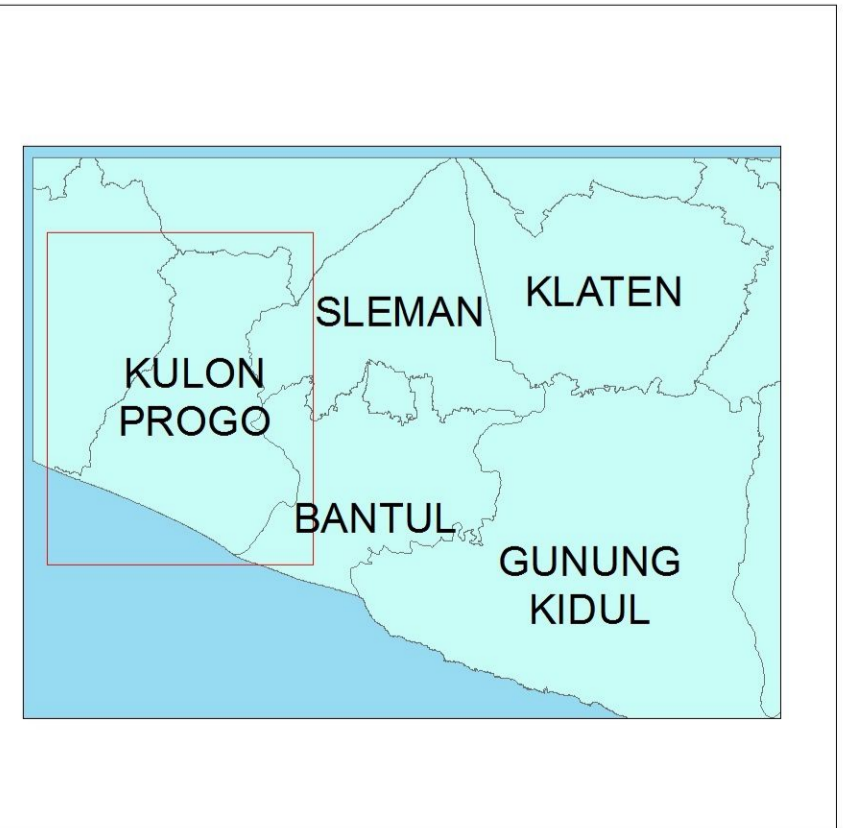 KLATEN
SLEMAN
KULON
PROGO
BANTUL
GUNUNG
KIDUL